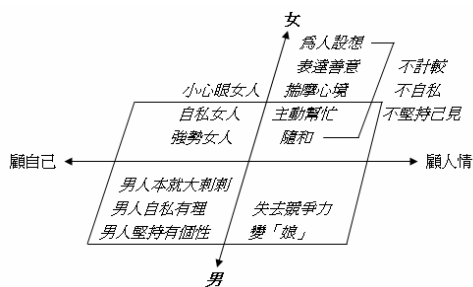 女
為人設想
表達善意
不計較
小心眼女人
揣摩心境
不自私
自私女人
主動幫忙
不堅持己見
強勢女人
隨和
顧自己
顧人情
男人本就大剌剌
男人自私有理
失去競爭力
男人堅持有個性
變「娘」
男